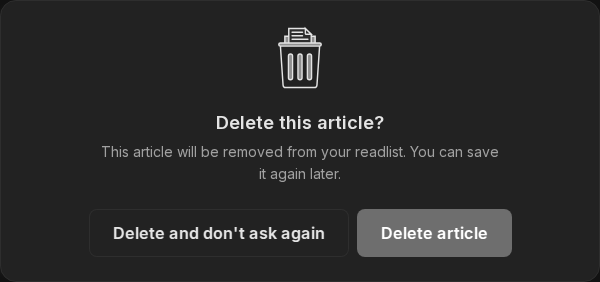 Delete this article?
This article will be removed from your readlist. You can save
it again later.
Delete and don't ask again
Delete article